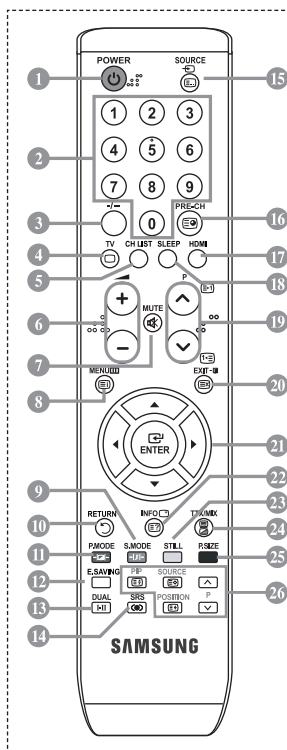 POWER SOURCE
1 15
1 2 3
2
4 5 6
7 8 9
-/-- 0 PRE-CH
3 16
TV CH LIST SLEEP HDMI
4 17
5 18
P
+
6 MUTE 19
7
−
MENU EXIT
8 20
21
ENTER
22
9 23
RETURN INFO TTX/MIX
10 24
P.MODE S.MODE STILL P.SIZE
11 25
E.SAVING PIP SOURCE
12 26
DUAL SRS POSITION P
13 I-II
14
SAMSUNG